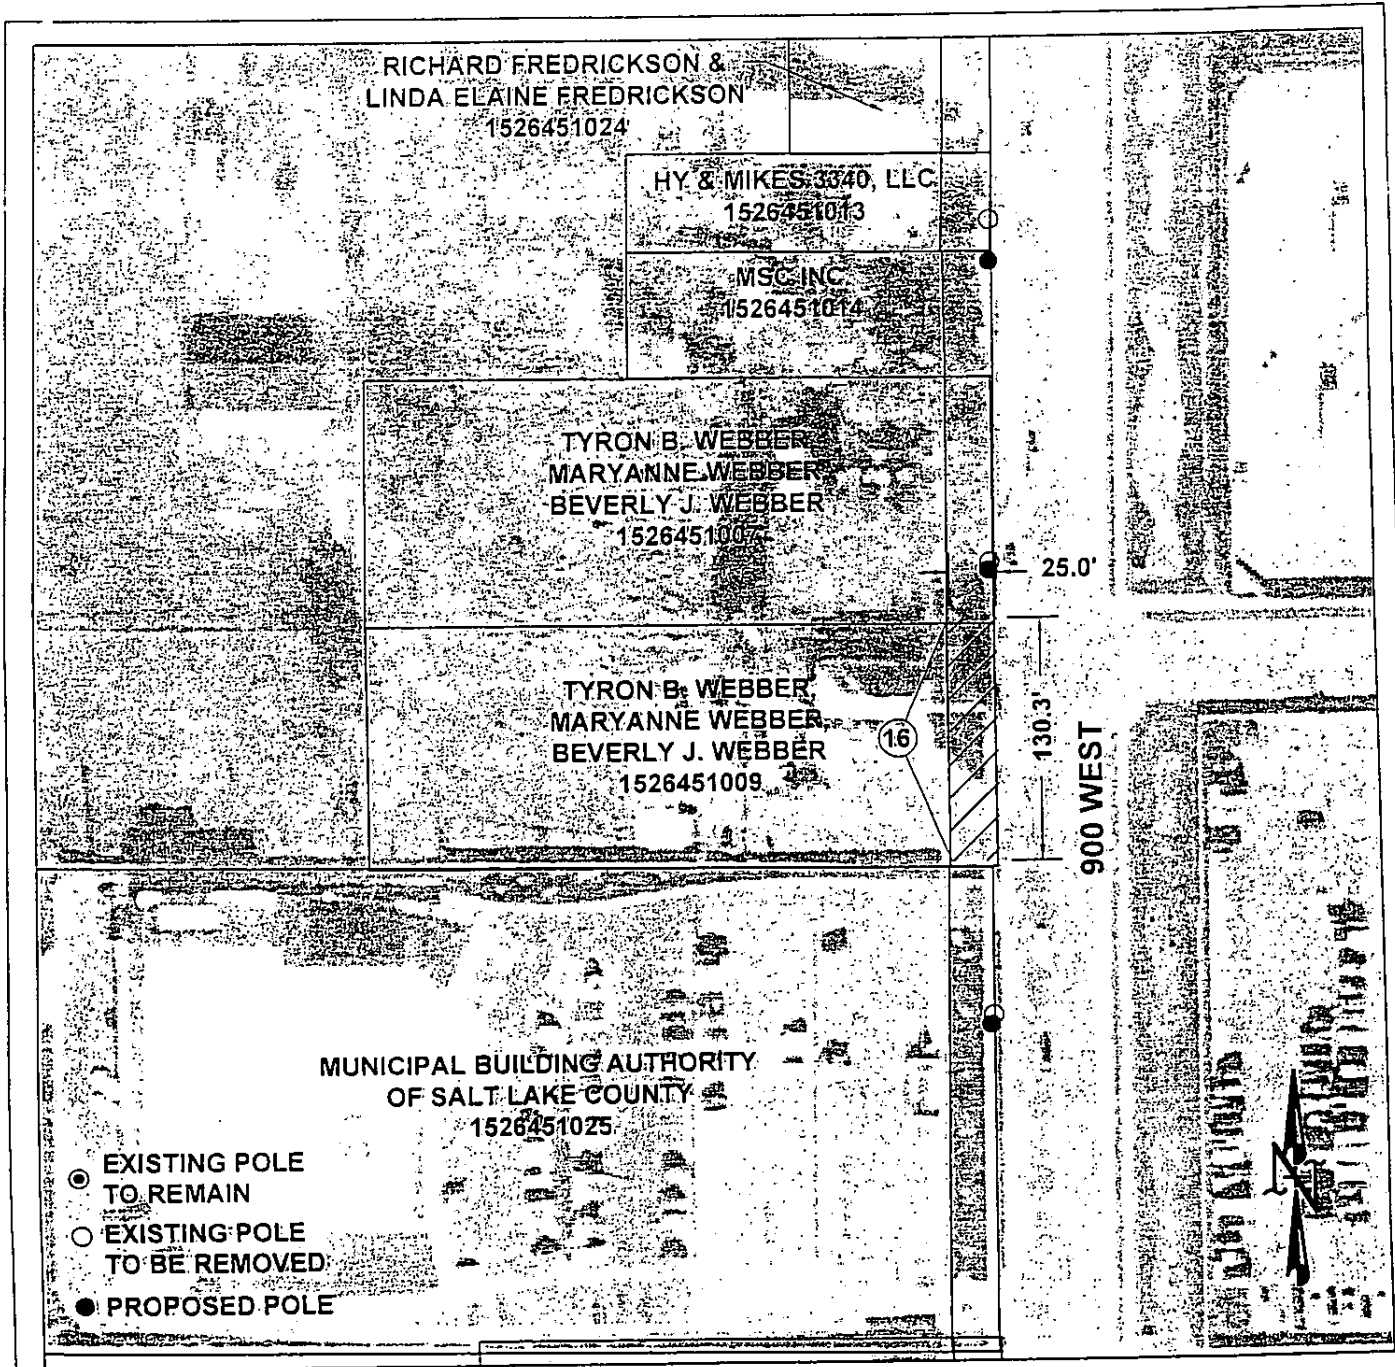 RICHARD FREDRICKSON &
LINDA ELAINE FREDRICKSON
1526451024
HY & MIKES 3340, LLC
1526451013
MSC INC.
1526451014
TYRON B. WEBBER,
MARYANNE WEBBER,
BEVERLY J. WEBBER
1526451007
25.0'
TYRON B. WEBBER,
MARYANNE WEBBER,
BEVERLY J. WEBBER
1526451009
16
130.3'
900 WEST
MUNICIPAL BUILDING AUTHORITY
OF SALT LAKE COUNTY
1526451025
EXISTING POLE
TO REMAIN
EXISTING POLE
TO BE REMOVED
PROPOSED POLE
N